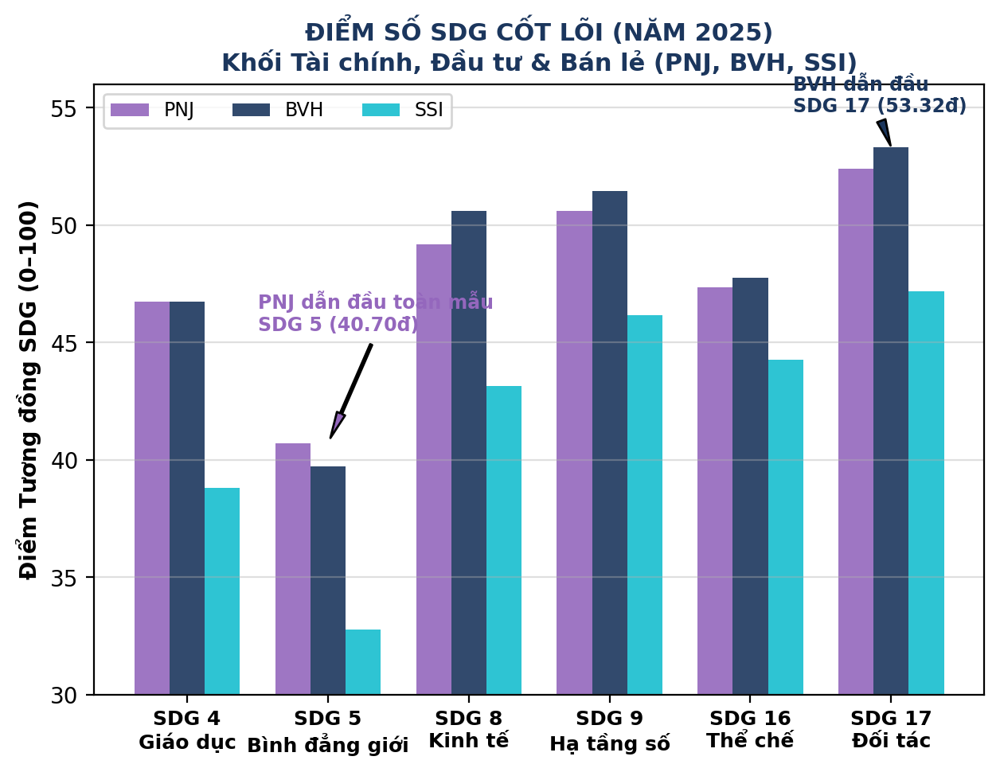 ĐIỂM SỐ SDG CỐT LÕI (NĂM 2025)
Khối Tài chính, Đầu tư & Bán lẻ (PNJ, BVH, SSI)
BVH dẫn đầu
SDG 17 (53.32đ)
PNJ
BVH
SSI
PNJ dẫn đầu toàn mẫu
SDG 5 (40.70đ)
Điểm Tương đồng SDG (0–100)
55
50
45
40
35
30
SDG 4
Giáo dục
SDG 5
Bình đẳng giới
SDG 8
Kinh tế
SDG 9
Hạ tầng số
SDG 16
Thể chế
SDG 17
Đối tác